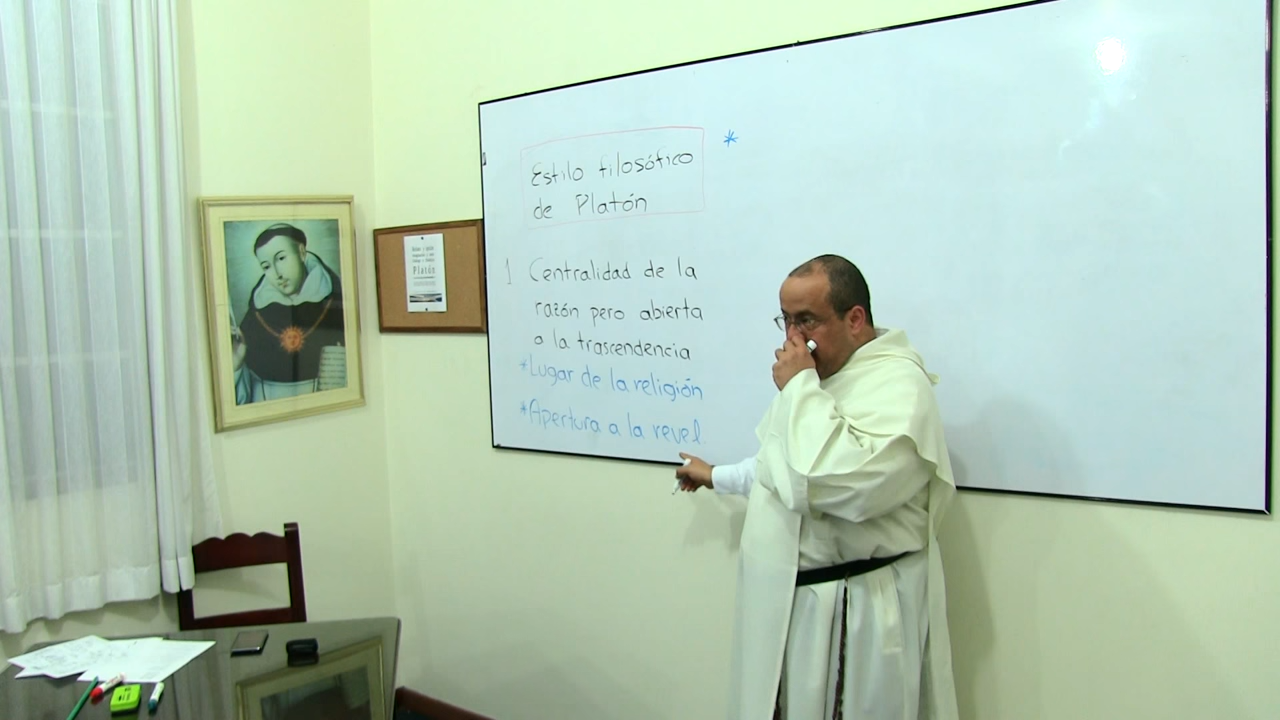 Estilo filosófico
de Platón
*
1 Centralidad de la
razón pero abierta
a la trascendencia
*Lugar de la religión
*Apertura a la revel.
Platón